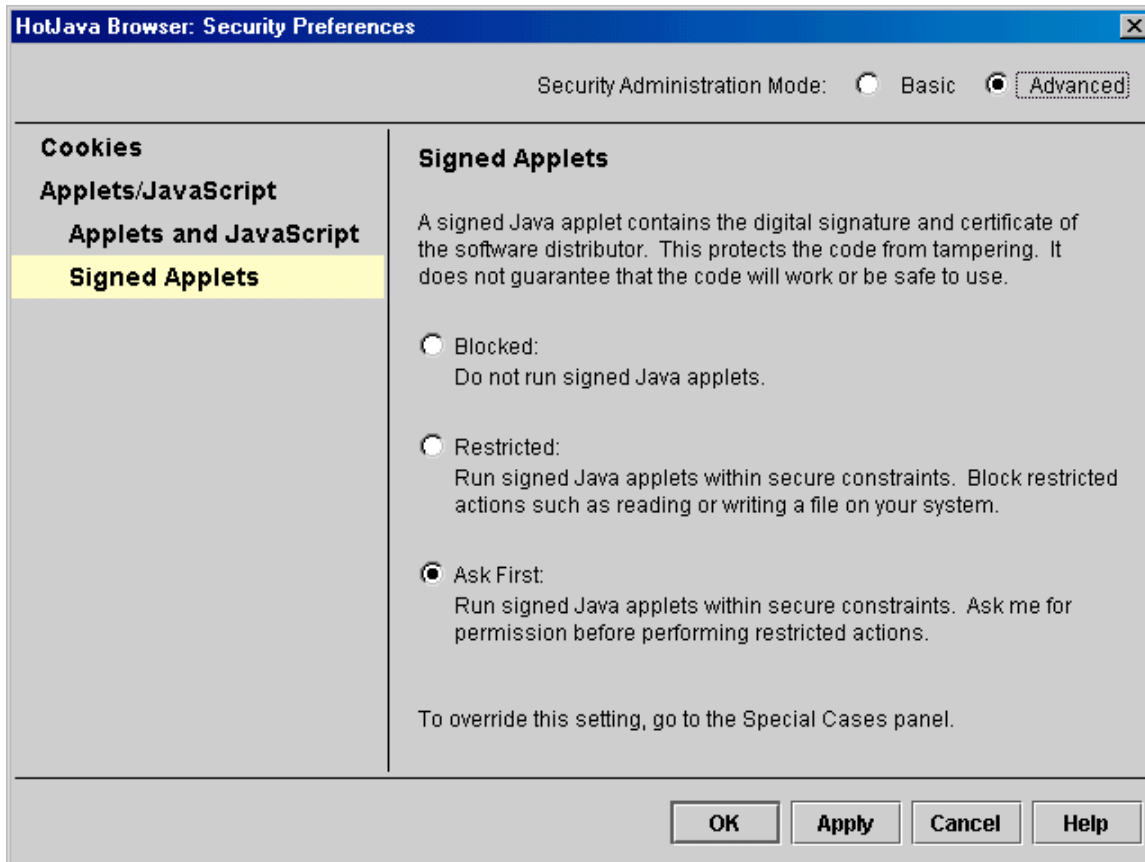 HotJava Browser: Security Preferences
Security Administration Mode: Basic Advanced
Cookies
Applets/JavaScript
Applets and JavaScript
Signed Applets
Signed Applets
A signed Java applet contains the digital signature and certificate of
the software distributor. This protects the code from tampering. It
does not guarantee that the code will work or be safe to use.
Blocked:
Do not run signed Java applets.
Restricted:
Run signed Java applets within secure constraints. Block restricted
actions such as reading or writing a file on your system.
Ask First:
Run signed Java applets within secure constraints. Ask me for
permission before performing restricted actions.
To override this setting, go to the Special Cases panel.
OK Apply Cancel Help